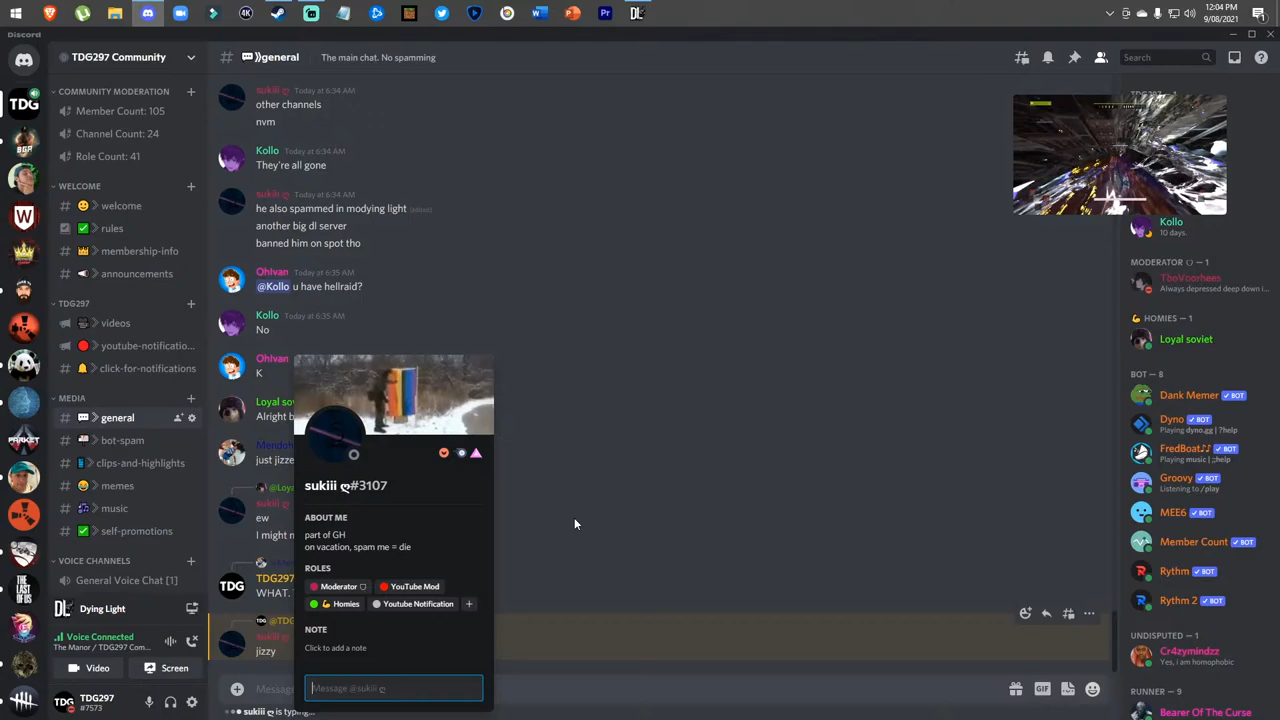 12:04 PM
9/08/2021
Discord
TDG297 Community
general
The main chat. No spamming
Search
COMMUNITY MODERATION
Member Count: 105
Channel Count: 24
Role Count: 41
WELCOME
welcome
rules
membership-info
announcements
TDG297
videos
youtube-notificatio...
click-for-notifications
MEDIA
general
bot-spam
clips-and-highlights
memes
music
self-promotions
VOICE CHANNELS
General Voice Chat [1]
Dying Light
Voice Connected
The Manor / TDG297 Com...
Video
Screen
TDG297
#7573
sukiii ღ Today at 6:34 AM
other channels
nvm
Kollo Today at 6:34 AM
They're all gone
sukiii ღ Today at 6:34 AM
he also spammed in modying light (edited)
another big dl server
banned him on spot tho
OhIvan Today at 6:35 AM
@Kollo u have hellraid?
Kollo Today at 6:35 AM
No
OhIvan
K
Loyal sov
Alright b
Mendoh
just jizze
@Loya
sukiii ღ
ew
I might n
TDG297
WHAT.
@TDG
sukiii ღ
jizzy
Messag
sukiii ღ is typing...
sukiii ღ#3107
ABOUT ME
part of GH
on vacation, spam me = die
ROLES
Moderator
YouTube Mod
Homies
Youtube Notification
NOTE
Click to add a note
Message @sukiii ღ
GIF
Kollo
10 days.
MODERATOR — 1
TboVoorhees
Always depressed deep down i...
HOMIES — 1
Loyal soviet
BOT — 8
Dank Memer BOT
Dyno BOT
Playing dyno.gg | ?help
FredBoat♪♪ BOT
Playing music | ;;help
Groovy BOT
Listening to /play
MEE6 BOT
Member Count BOT
Rythm BOT
Rythm 2 BOT
UNDISPUTED — 1
Cr4zymindzz
Yes, i am homophobic
RUNNER — 9
Bearer Of The Curse